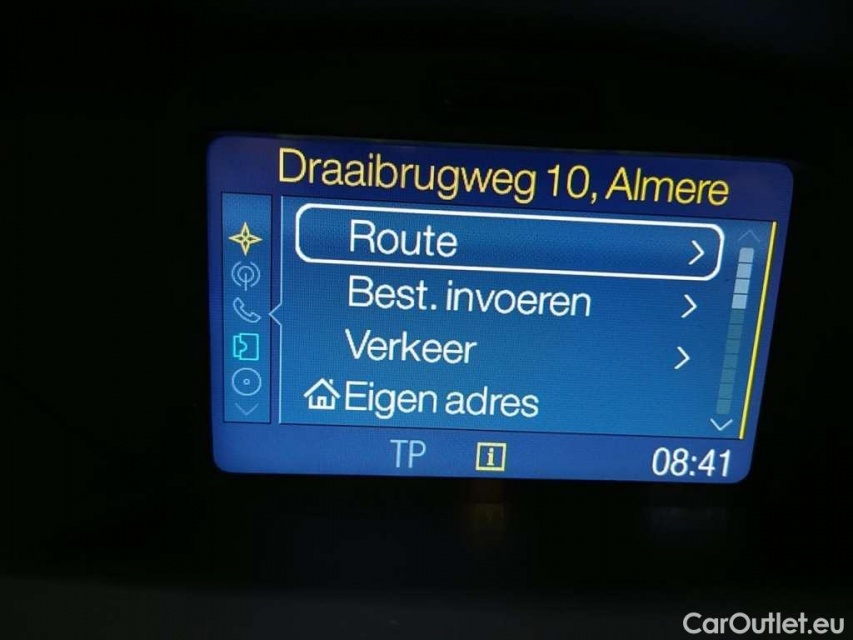 Draaibrugweg 10, Almere
Route
Best. invoeren
Verkeer
Eigen adres
TP
i
08:41
CarOutlet.eu